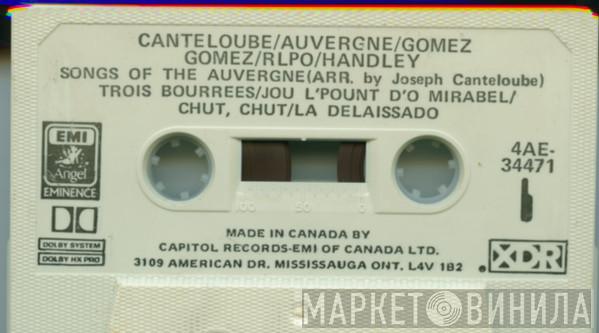 CANTELOUBE/AUVERGNE/GOMEZ
GOMEZ/RLPO/HANDLEY
SONGS OF THE AUVERGNE(ARR. by Joseph Canteloube)
TROIS BOURREES/JOU L'POUNT D'O MIRABEL/
CHUT, CHUT/LA DELAISSADO
EMI
Angel
EMINENCE
4AE-
34471
100 50 0
DOLBY SYSTEM
DOLBY HX PRO
MADE IN CANADA BY
CAPITOL RECORDS-EMI OF CANADA LTD.
3109 AMERICAN DR. MISSISSAUGA ONT. L4V 1B2
XDR
МАРКЕТ ВИНИЛА